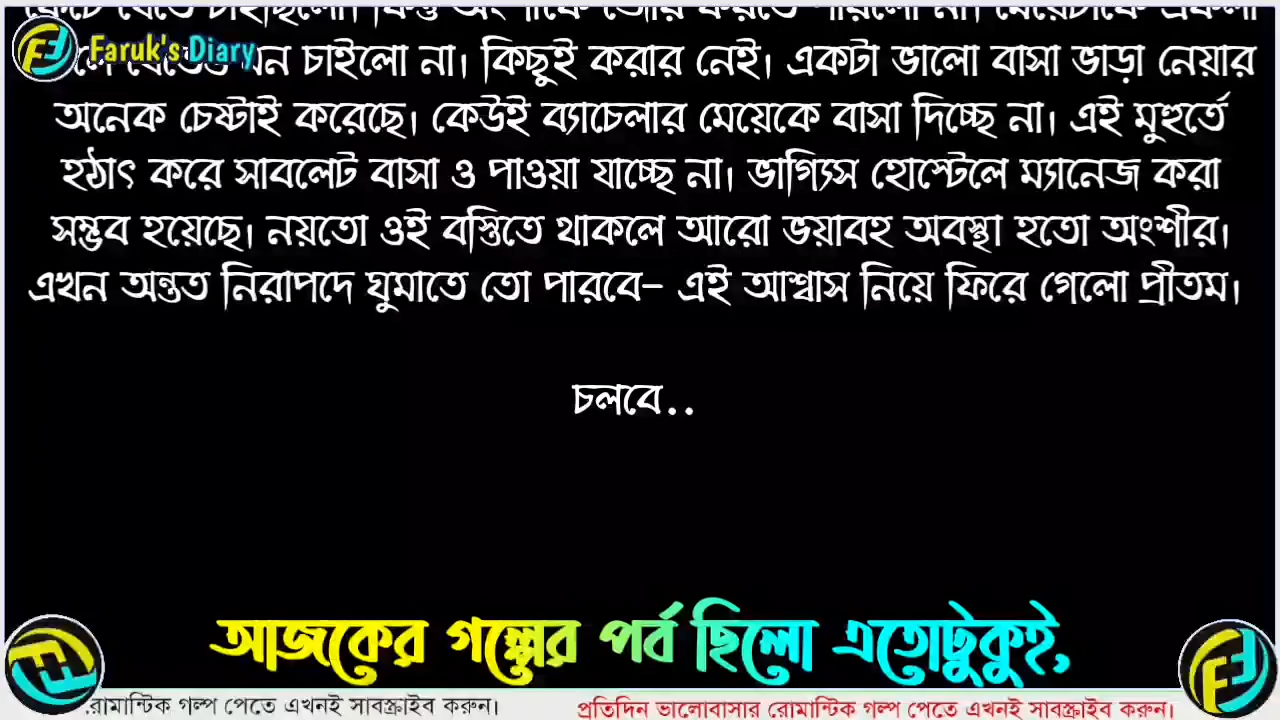 Faruk's Diary
মন চাইলো না। কিছুই করার নেই। একটা ভালো বাসা ভাড়া নেয়ার
অনেক চেষ্টাই করেছে। কেউই ব্যাচেলার মেয়েকে বাসা দিচ্ছে না। এই মুহুর্তে
হঠাৎ করে সাবলেট বাসা ও পাওয়া যাচ্ছে না। ভাগ্যিস হোস্টেলে ম্যানেজ করা
সম্ভব হয়েছে। নয়তো ওই বস্তিতে থাকলে আরো ভয়াবহ অবস্থা হতো অংশীর।
এখন অন্তত নিরাপদে ঘুমাতে তো পারবে– এই আশ্বাস নিয়ে ফিরে গেলো প্রীতম।
চলবে..
আজকের গল্পের পর্ব ছিলো এতোটুকুই,
রোমান্টিক গল্প পেতে এখনই সাবস্ক্রাইব করুন।
প্রতিদিন ভালোবাসার রোমান্টিক গল্প পেতে এখনই সাবস্ক্রাইব করুন।